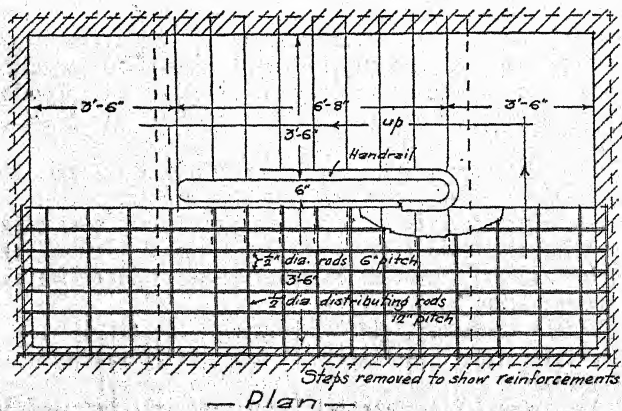 3'-6"
6'-8"
3'-6"
up
3'-6"
Handrail
6"
½" dia. rods 6" pitch
3'-6"
½ dia distributing rods
12" pitch
Steps removed to show reinforcements
— Plan —